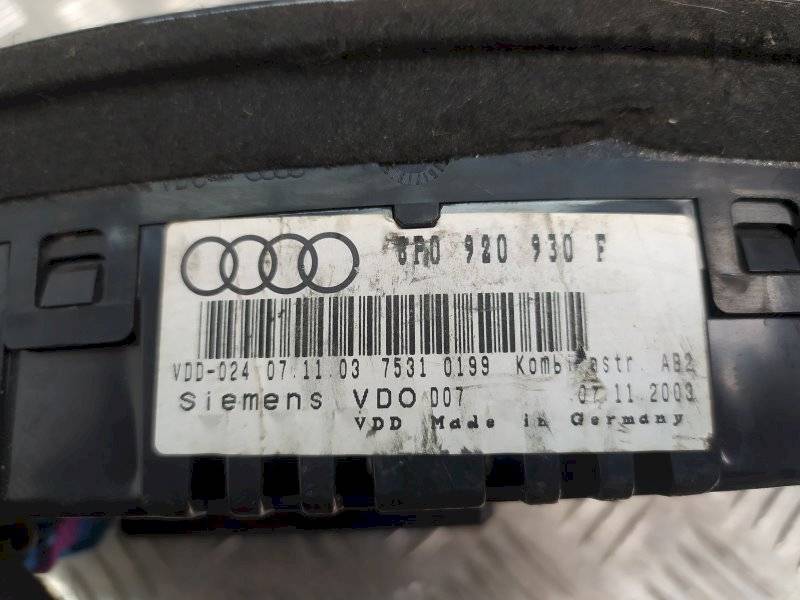 8P0 920 930 F
VDD-024 07.11.03 7531 0199 Kombiinstr. AB2
Siemens VDO 007 07.11.2003
VDD Made in Germany